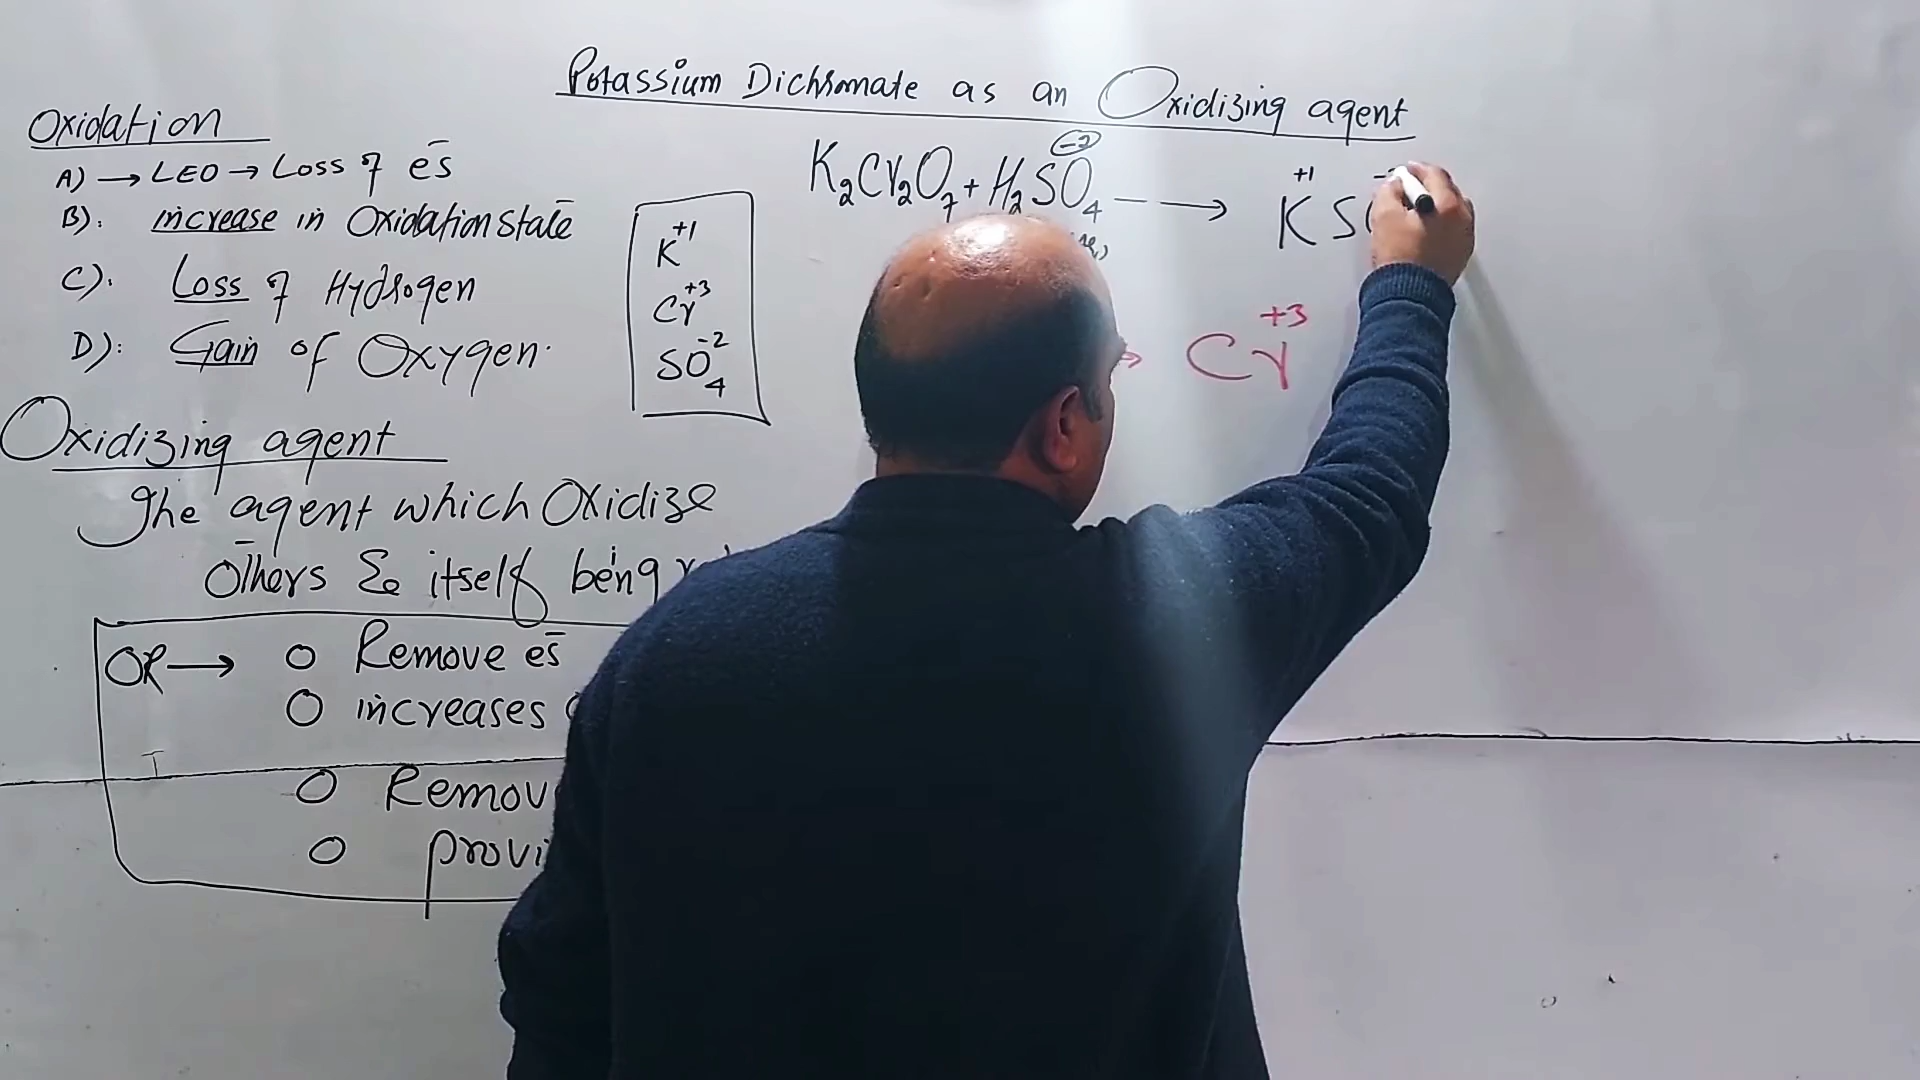 Potassium Dichromate as an Oxidizing agent
Oxidation
A) → LEO → Loss of es̄
B): increase in Oxidation state
C). Loss of Hydrogen
D): Gain of Oxygen.
Oxidizing agent
The agent which Oxidize
Others & itself being
OR → O Remove es̄
O increases
O Remov
O provi
K+1
Cr+3
SO4-2
-2
K2Cr2O7 + H2SO4 →
+1
K S
→ Cr+3